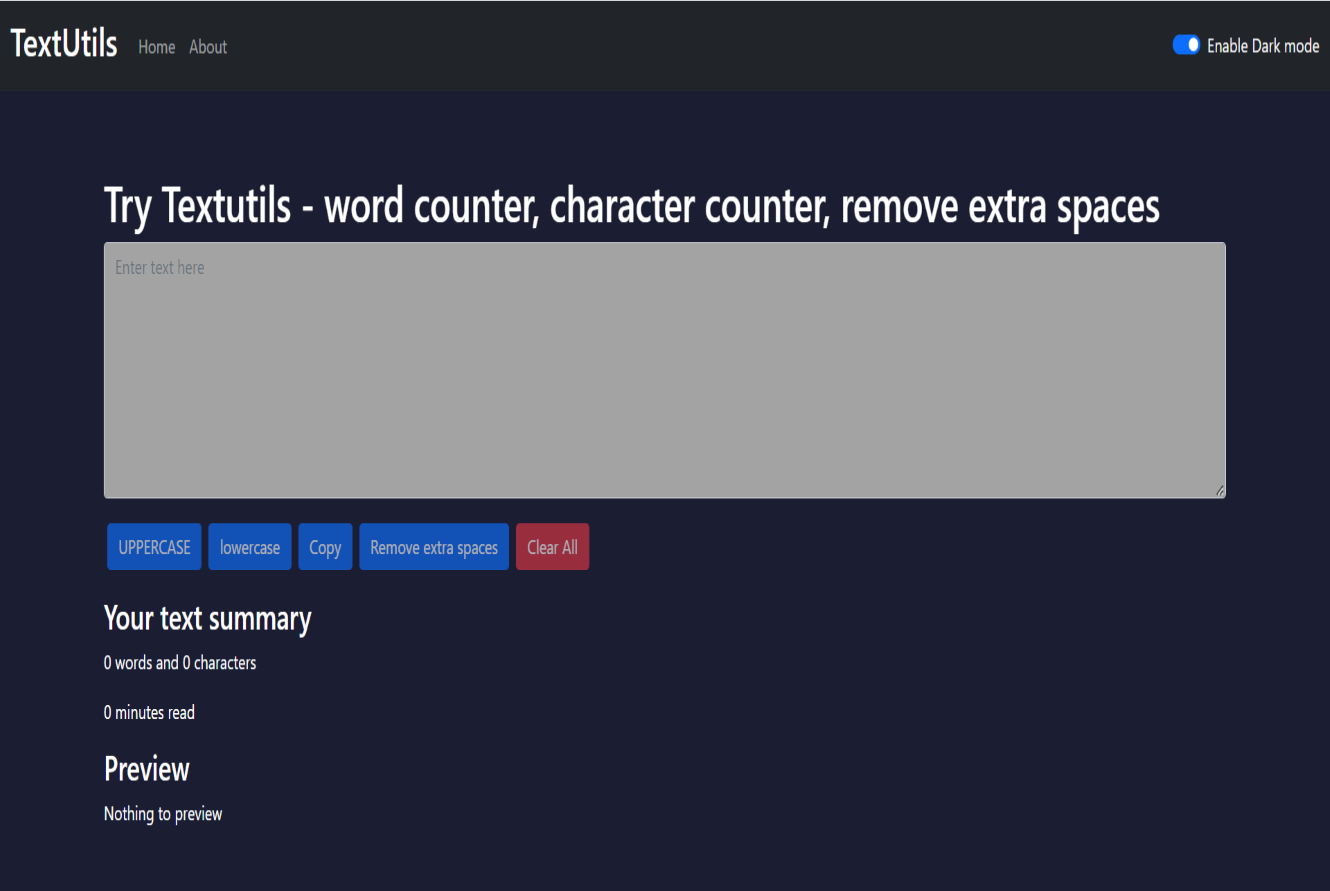 TextUtils Home About Enable Dark mode
Try Textutils - word counter, character counter, remove extra spaces
Enter text here
UPPERCASE lowercase Copy Remove extra spaces Clear All
Your text summary
0 words and 0 characters
0 minutes read
Preview
Nothing to preview